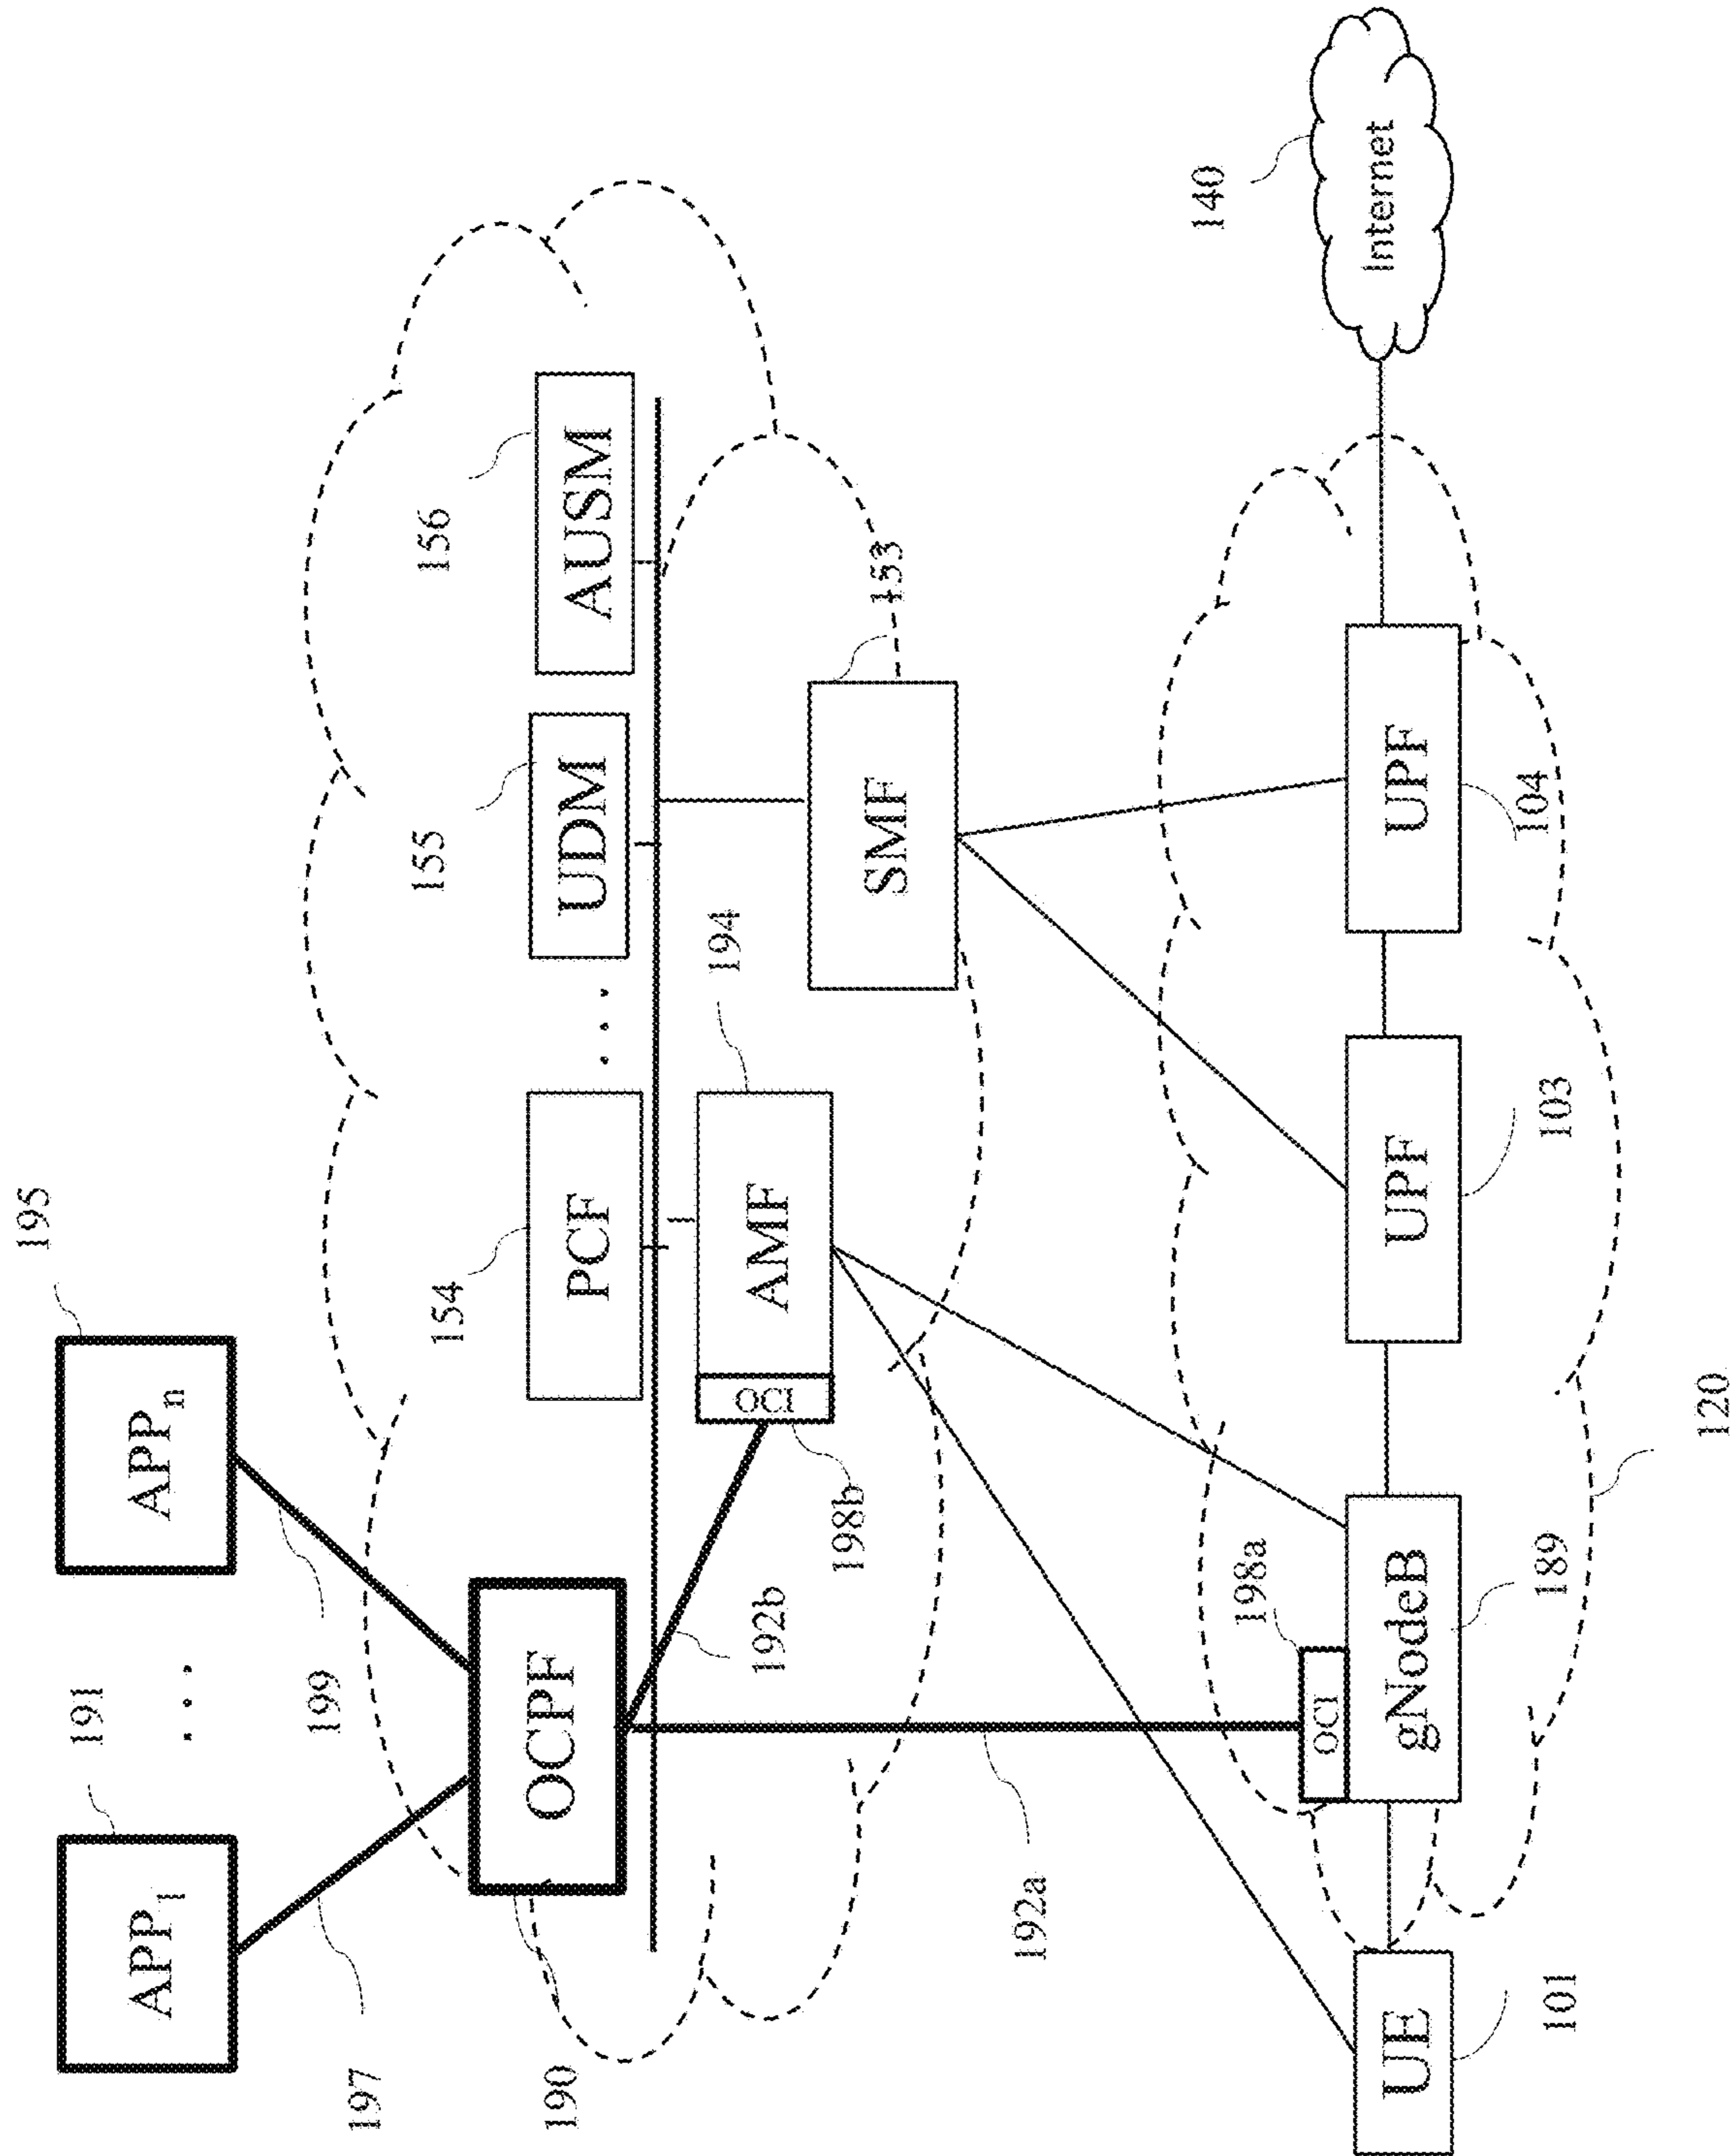 195
191
APP₁
. . .
APPₙ
197
199
190
OCPF
154
PCF
. . .
155
UDM
156
AUSM
192b
198b
OCI
AMF
194
SMF
153
192a
198a
OCI
140
UE
gNodeB
UPF
UPF
Internet
101
189
103
104
120